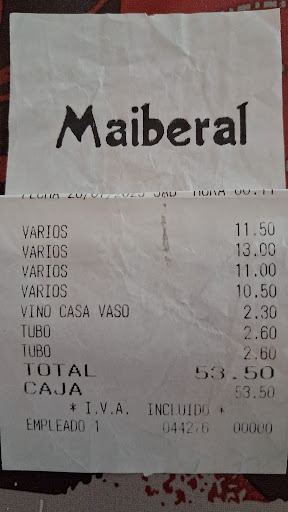 Maiberal
VARIOS 11.50
VARIOS 13.00
VARIOS 11.00
VARIOS 10.50
VINO CASA VASO 2.30
TUBO 2.60
TUBO 2.60
TOTAL 53.50
CAJA 53.50
* I.V.A. INCLUIDO *
EMPLEADO 1 044276 00000